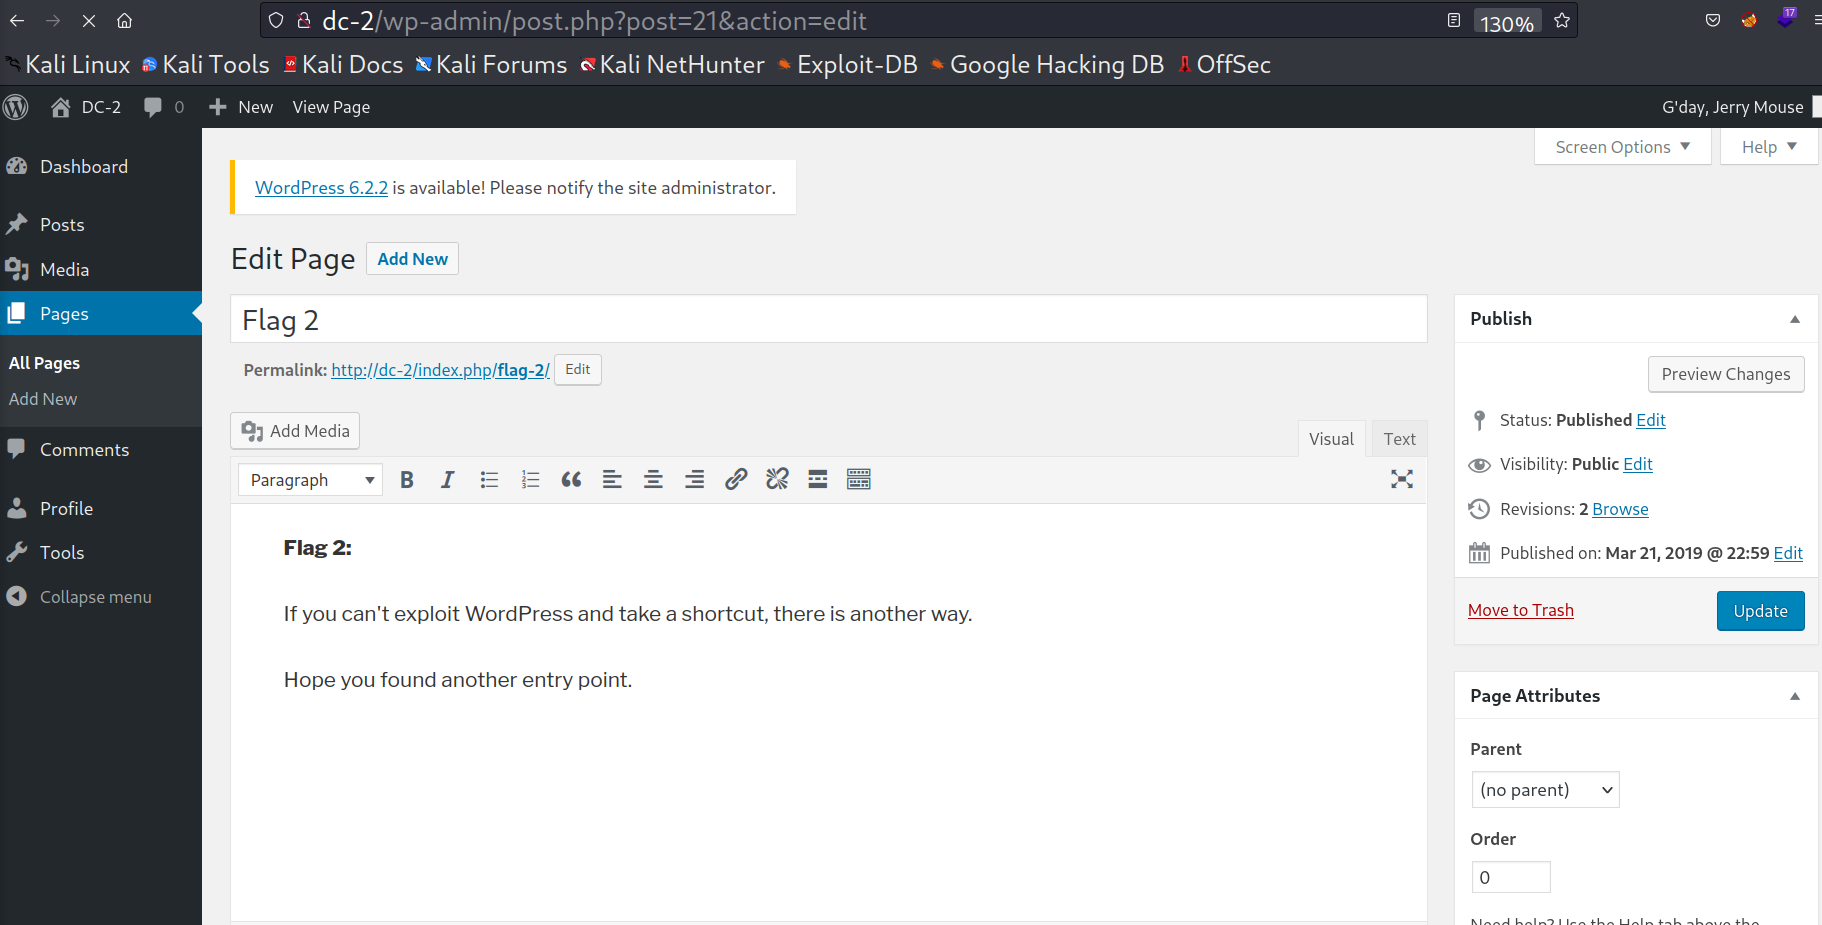 dc-2/wp-admin/post.php?post=21&action=edit 130% 17
Kali Linux Kali Tools Kali Docs Kali Forums Kali NetHunter Exploit-DB Google Hacking DB OffSec
DC-2 0 New View Page G'day, Jerry Mouse
Screen Options Help
Dashboard
Posts
Media
Pages
All Pages
Add New
Comments
Profile
Tools
Collapse menu
WordPress 6.2.2 is available! Please notify the site administrator.
Edit Page Add New
Flag 2
Permalink: http://dc-2/index.php/flag-2/ Edit
Add Media
Visual Text
Paragraph
Flag 2:
If you can't exploit WordPress and take a shortcut, there is another way.
Hope you found another entry point.
Publish
Preview Changes
Status: Published Edit
Visibility: Public Edit
Revisions: 2 Browse
Published on: Mar 21, 2019 @ 22:59 Edit
Move to Trash Update
Page Attributes
Parent
(no parent)
Order
0
Need help? Use the Help tab above the